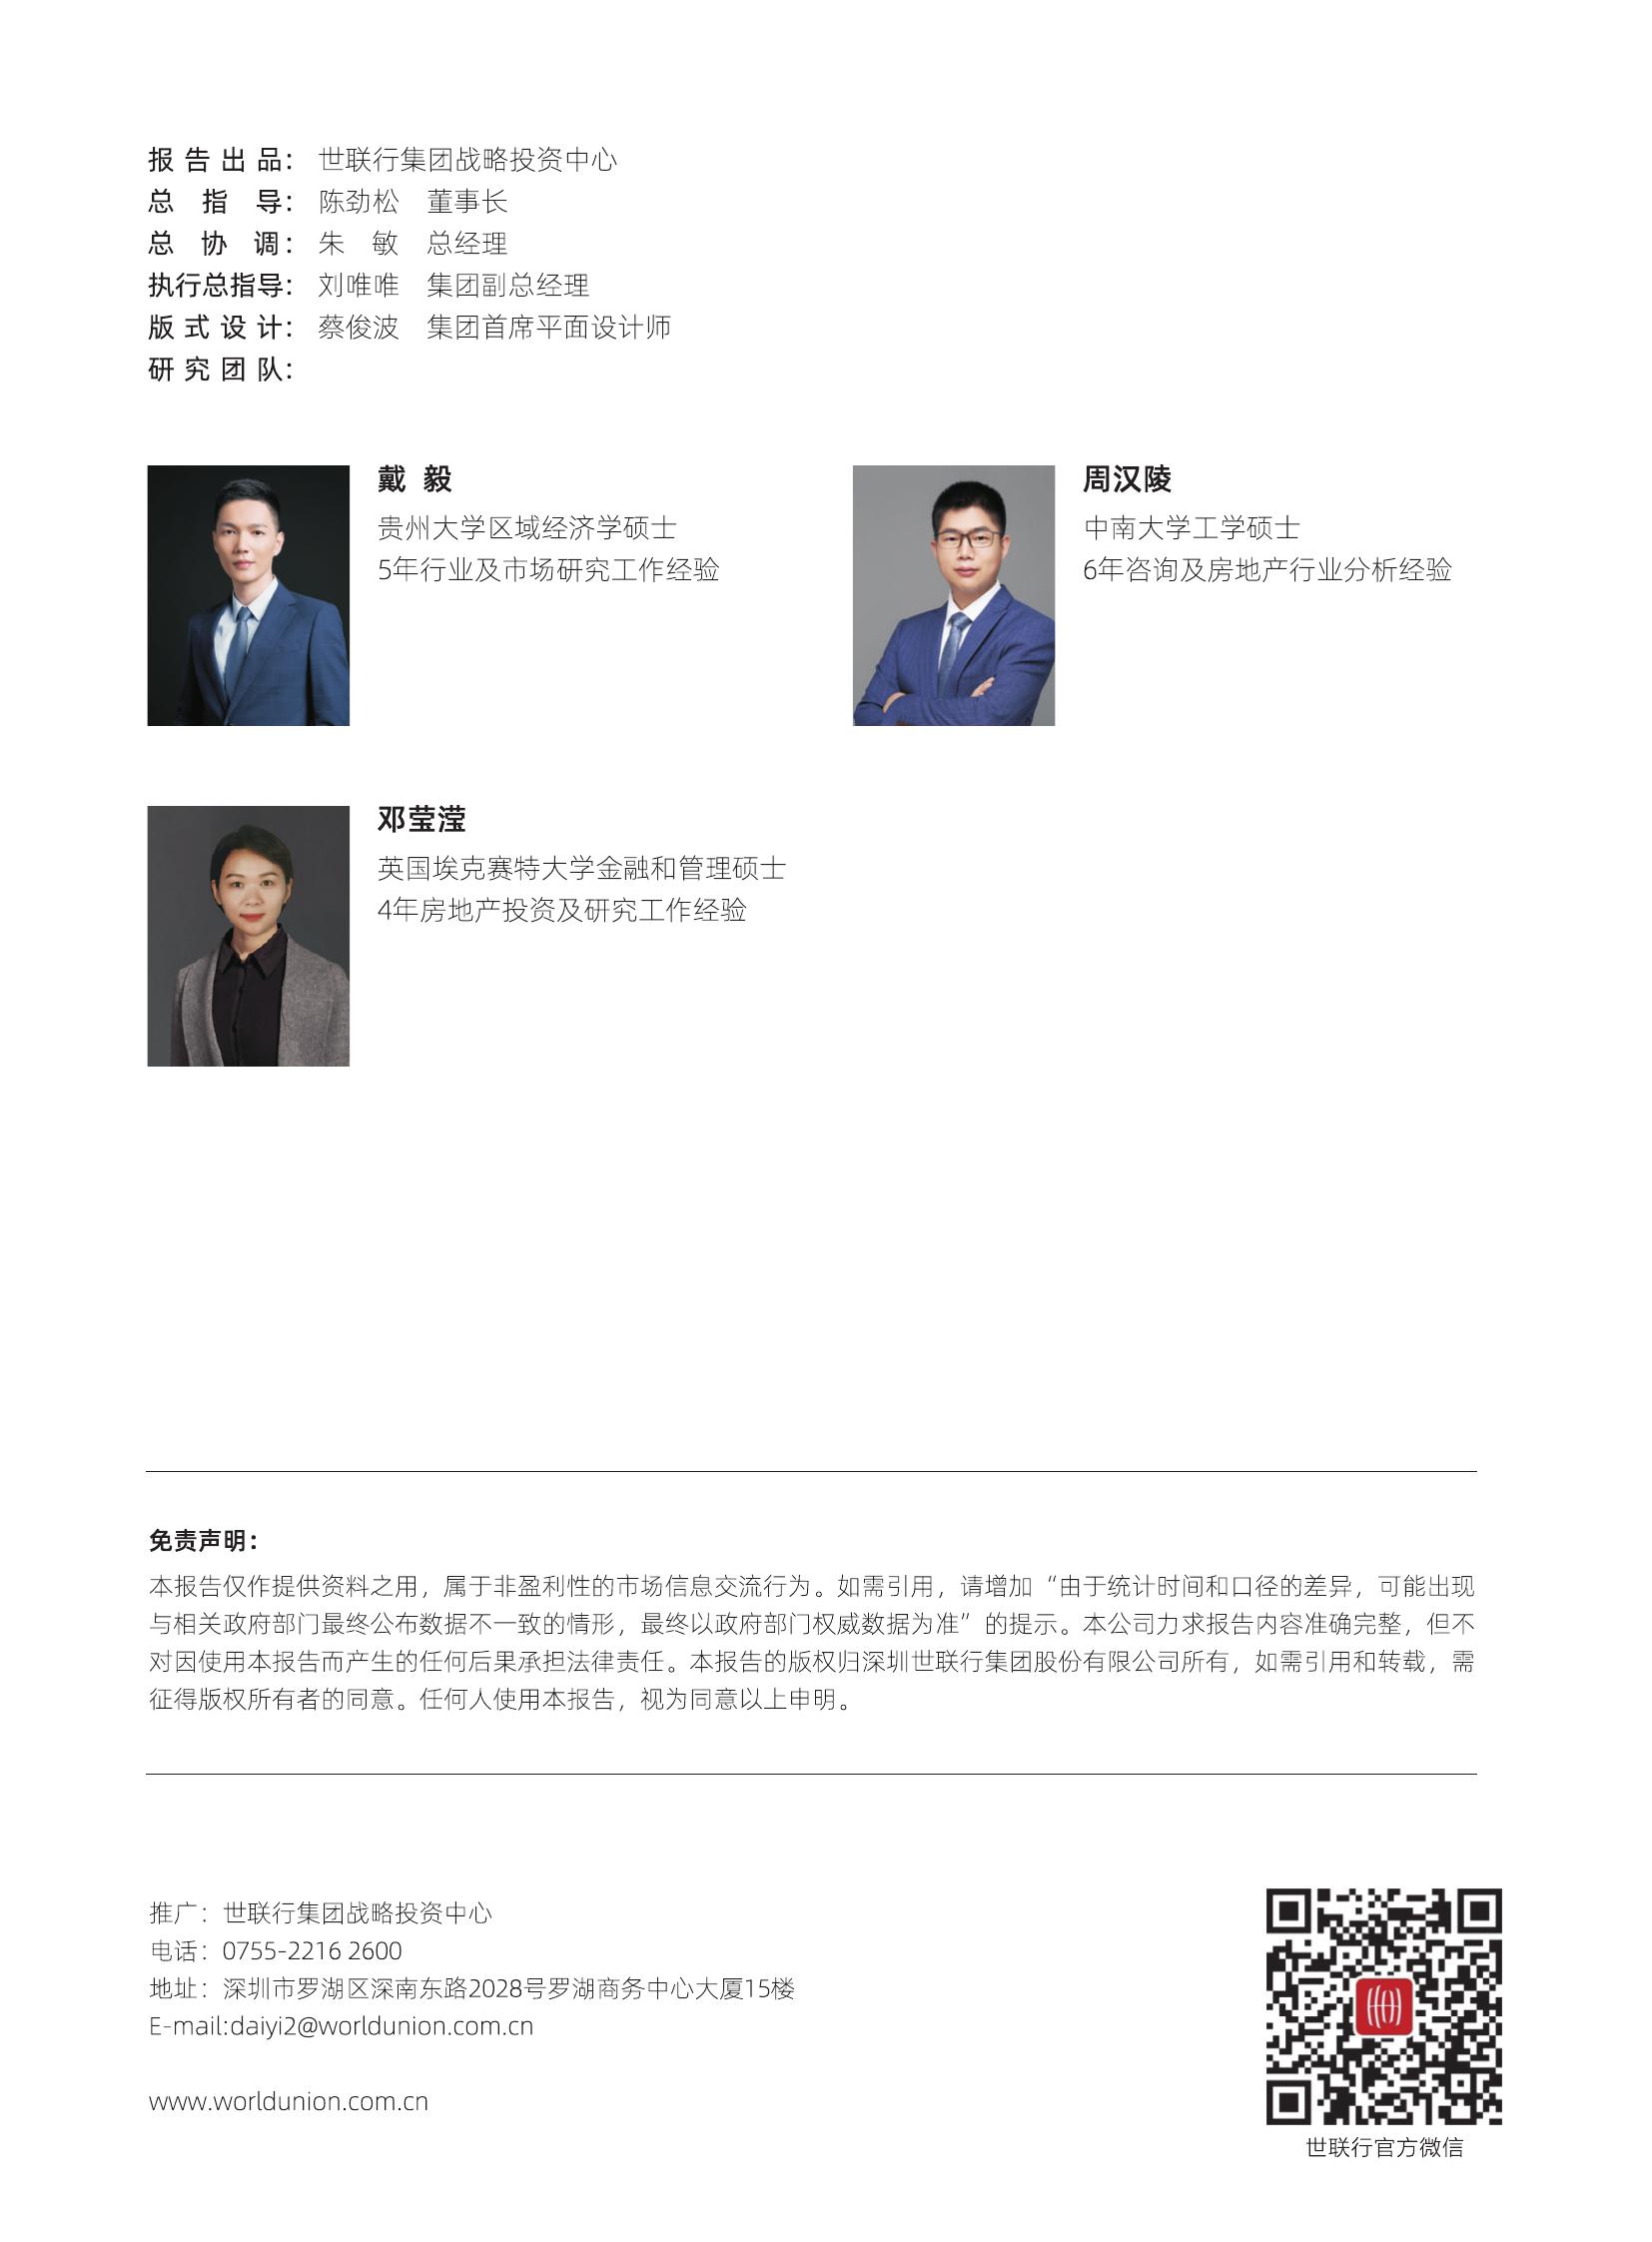 报 告 出 品： 世联行集团战略投资中心
总 指 导： 陈劲松 董事长
总 协 调： 朱 敏 总经理
执行总指导： 刘唯唯 集团副总经理
版 式 设 计： 蔡俊波 集团首席平面设计师
研 究 团 队：
戴 毅
贵州大学区域经济学硕士
5年行业及市场研究工作经验
周汉陵
中南大学工学硕士
6年咨询及房地产行业分析经验
邓莹滢
英国埃克赛特大学金融和管理硕士
4年房地产投资及研究工作经验
免责声明：
本报告仅作提供资料之用，属于非盈利性的市场信息交流行为。如需引用，请增加“由于统计时间和口径的差异，可能出现
与相关政府部门最终公布数据不一致的情形，最终以政府部门权威数据为准”的提示。本公司力求报告内容准确完整，但不
对因使用本报告而产生的任何后果承担法律责任。本报告的版权归深圳世联行集团股份有限公司所有，如需引用和转载，需
征得版权所有者的同意。任何人使用本报告，视为同意以上申明。
推广：世联行集团战略投资中心
电话：0755-2216 2600
地址：深圳市罗湖区深南东路2028号罗湖商务中心大厦15楼
E-mail:daiyi2@worldunion.com.cn
www.worldunion.com.cn
世联行官方微信